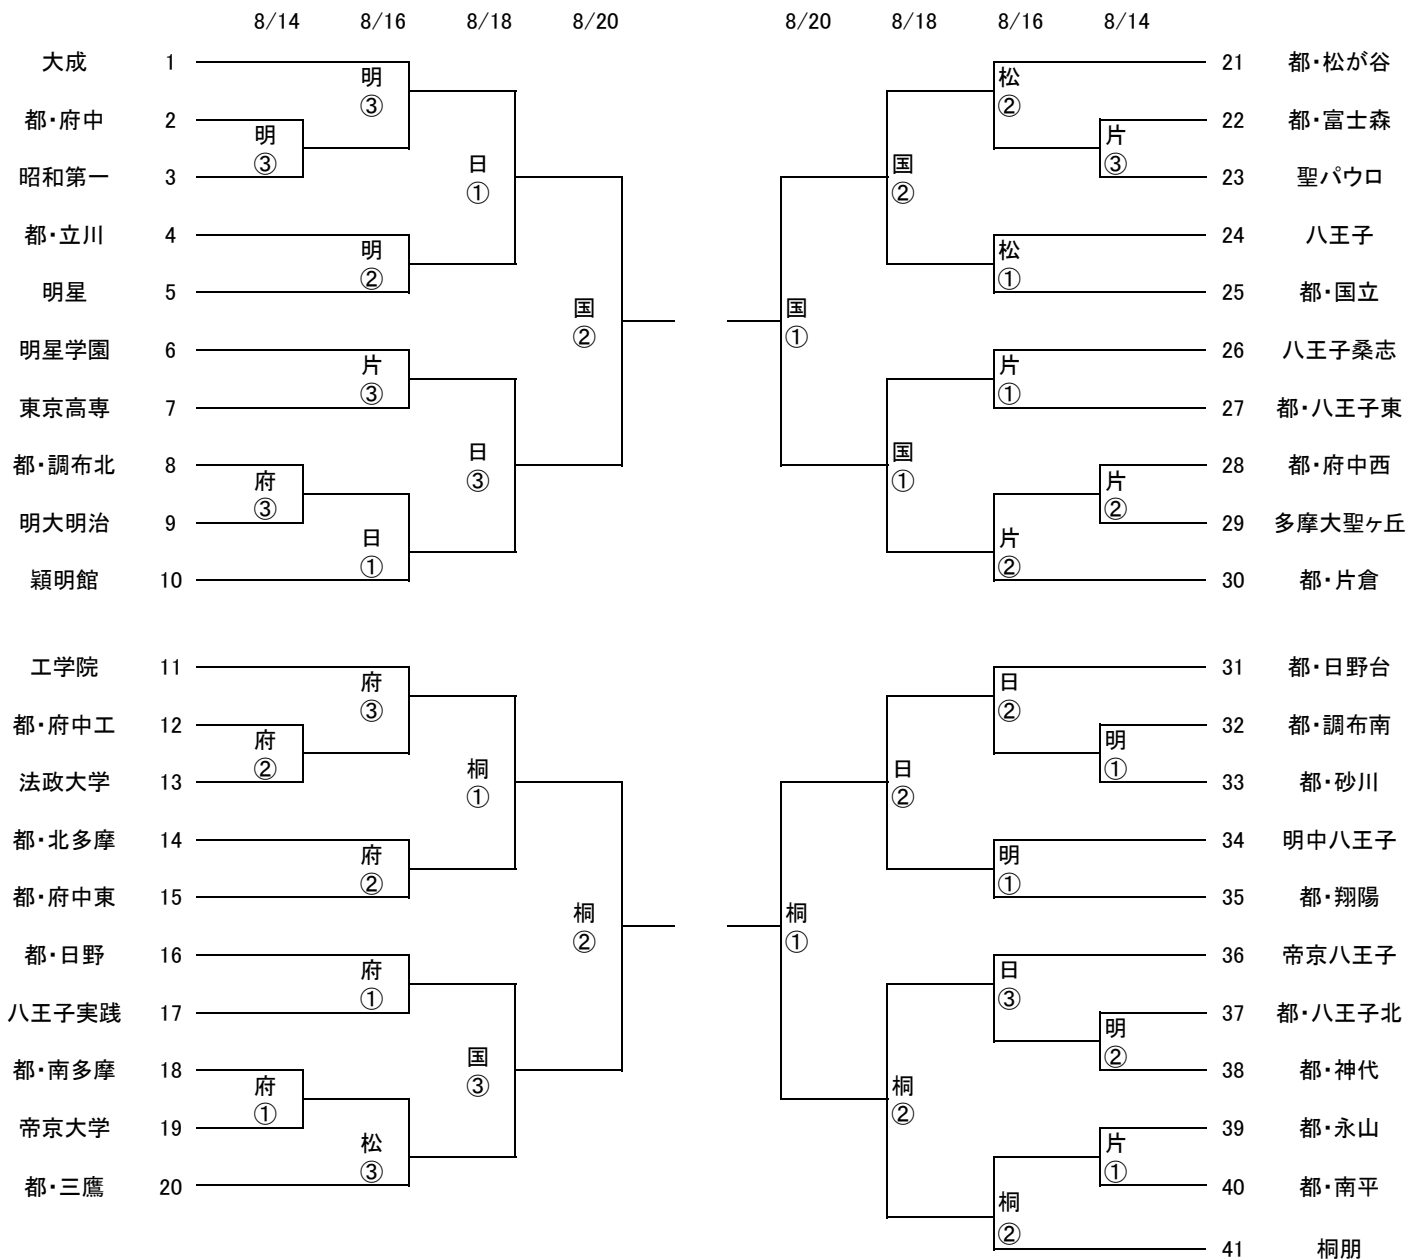 8/14 8/16 8/18 8/20 8/20 8/18 8/16 8/14
大成 1 21 都・松が谷
明 松
③ ②
都・府中 2 22 都・富士森
明 片
③ 国 ③
日 ②
昭和第一 3 23 聖パウロ
①
都・立川 4 24 八王子
明 松
② ①
明星 5 25 都・国立
国 国
② ①
明星学園 6 26 八王子桑志
片 片
③ ①
東京高専 7 27 都・八王子東
日 国
都・調布北 8 28 都・府中西
府 ③ ① 片
③ ②
明大明治 9 29 多摩大聖ヶ丘
日 片
① ②
穎明館 10 30 都・片倉
工学院 11 31 都・日野台
府 日
③ ②
都・府中工 12 32 都・調布南
府 明
② 桐 日 ①
法政大学 13 33 都・砂川
① ②
都・北多摩 14 34 明中八王子
府 明
② ①
都・府中東 15 35 都・翔陽
桐 桐
② ①
都・日野 16 36 帝京八王子
府 日
① ③
八王子実践 17 37 都・八王子北
明
国 ②
都・南多摩 18 38 都・神代
府 ③ 桐
① ②
帝京大学 19 39 都・永山
松 片
③ ①
都・三鷹 20 40 都・南平
桐
②
41 桐朋